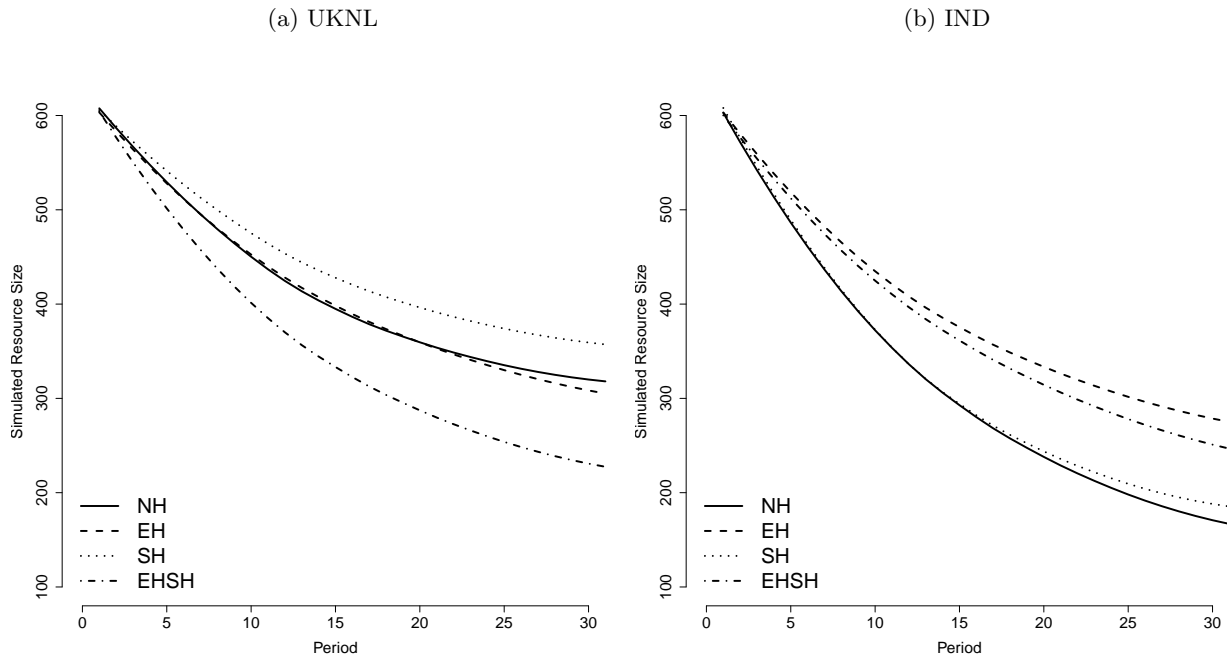 (a) UKNL
Simulated Resource Size
600
500
400
300
200
100
NH
EH
SH
EHSH
0 5 10 15 20 25 30
Period
(b) IND
Simulated Resource Size
600
500
400
300
200
100
NH
EH
SH
EHSH
0 5 10 15 20 25 30
Period